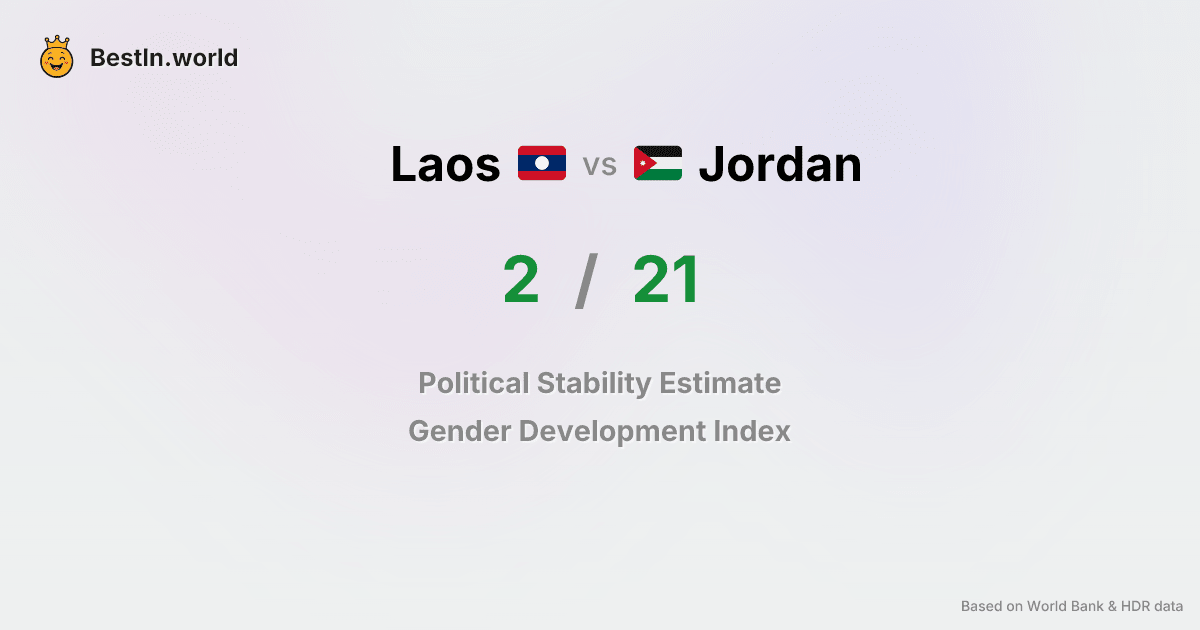 BestIn.world
Laos vs Jordan
2 / 21
Political Stability Estimate
Gender Development Index
Based on World Bank & HDR data